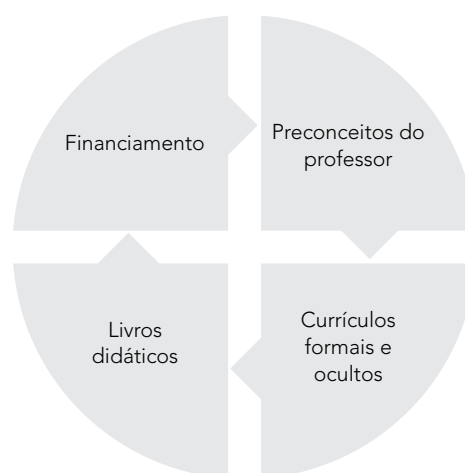 Financiamento
Preconceitos do
professor
Currículos
formais e
ocultos
Livros
didáticos